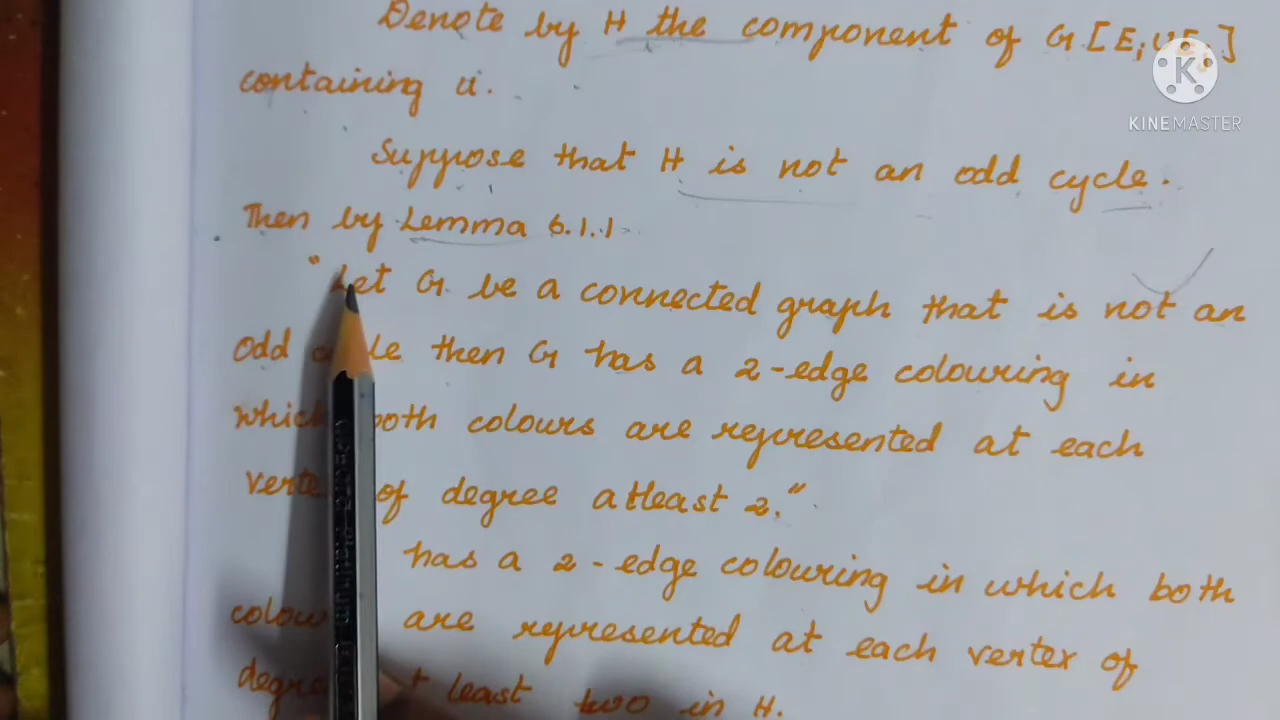 Denote by H the component of G[Ei∪
containing u.
KINEMASTER
Suppose that H is not an odd cycle.
Then by Lemma 6.1.1
"Let G be a connected graph that is not an
odd then G has a 2-edge colouring in
which both colours are represented at each
of degree atleast 2."
has a 2-edge colouring in which both
are represented at each vertex of
least two in H.